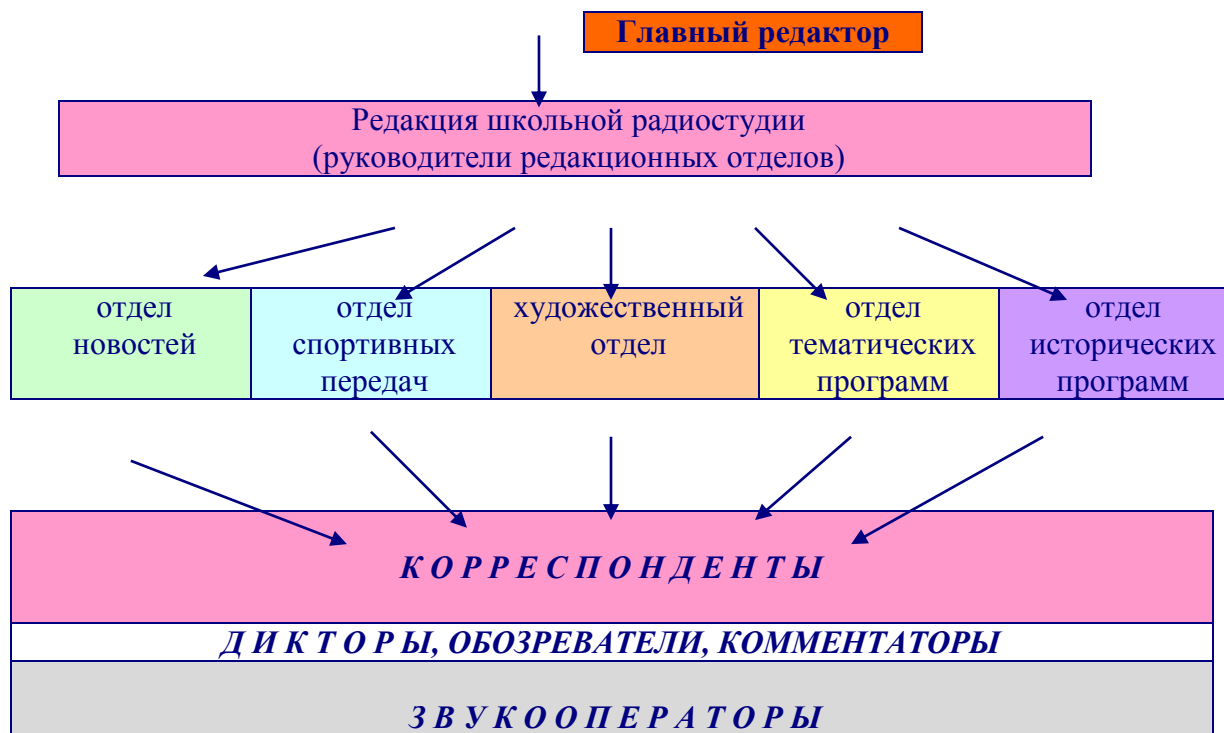 Главный редактор
Редакция школьной радиостудии
(руководители редакционных отделов)
отдел
новостей
отдел
спортивных
передач
художественный
отдел
отдел
тематических
программ
отдел
исторических
программ
К О Р Р Е С П О Н Д Е Н Т Ы
Д И К Т О Р Ы, ОБОЗРЕВАТЕЛИ, КОММЕНТАТОРЫ
З В У К О О П Е Р А Т О Р Ы